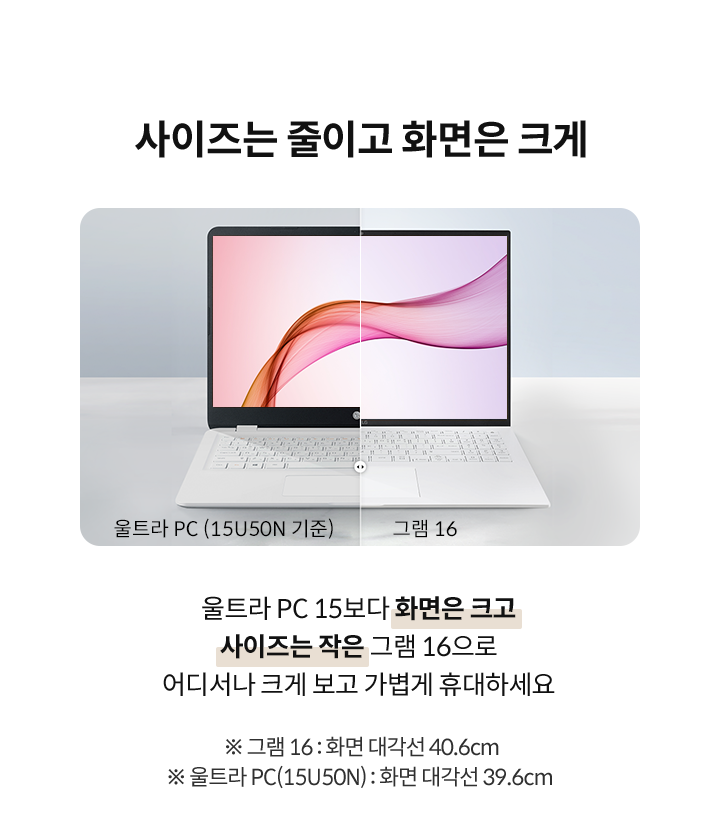 사이즈는 줄이고 화면은 크게
울트라 PC (15U50N 기준)
그램 16
울트라 PC 15보다 화면은 크고
사이즈는 작은 그램 16으로
어디서나 크게 보고 가볍게 휴대하세요
※ 그램 16 : 화면 대각선 40.6cm
※ 울트라 PC(15U50N) : 화면 대각선 39.6cm